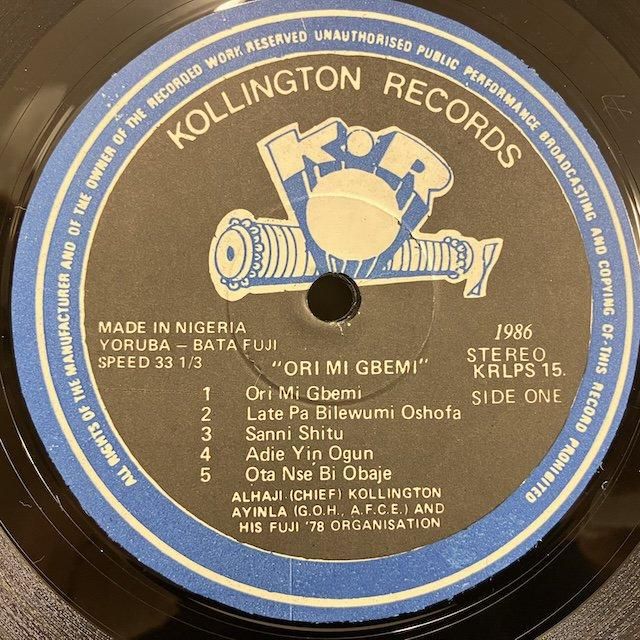 ALL RIGHTS OF THE MANUFACTURER AND OF THE OWNER OF THE RECORDED WORK RESERVED UNAUTHORISED PUBLIC PERFORMANCE BROADCASTING AND COPYING OF THIS RECORD PROHIBITED
KOLLINGTON RECORDS
K.R
MADE IN NIGERIA
YORUBA – BATA FUJI
SPEED 33 1/3
1986
STEREO
KRLPS 15.
SIDE ONE
"ORI MI GBEMI"
1 Ori Mi Gbemi
2 Late Pa Bilewumi Oshofa
3 Sanni Shitu
4 Adie Yin Ogun
5 Ota Nse Bi Obaje
ALHAJI (CHIEF) KOLLINGTON
AYINLA (G.O.H., A.F.C.E.) AND
HIS FUJI '78 ORGANISATION